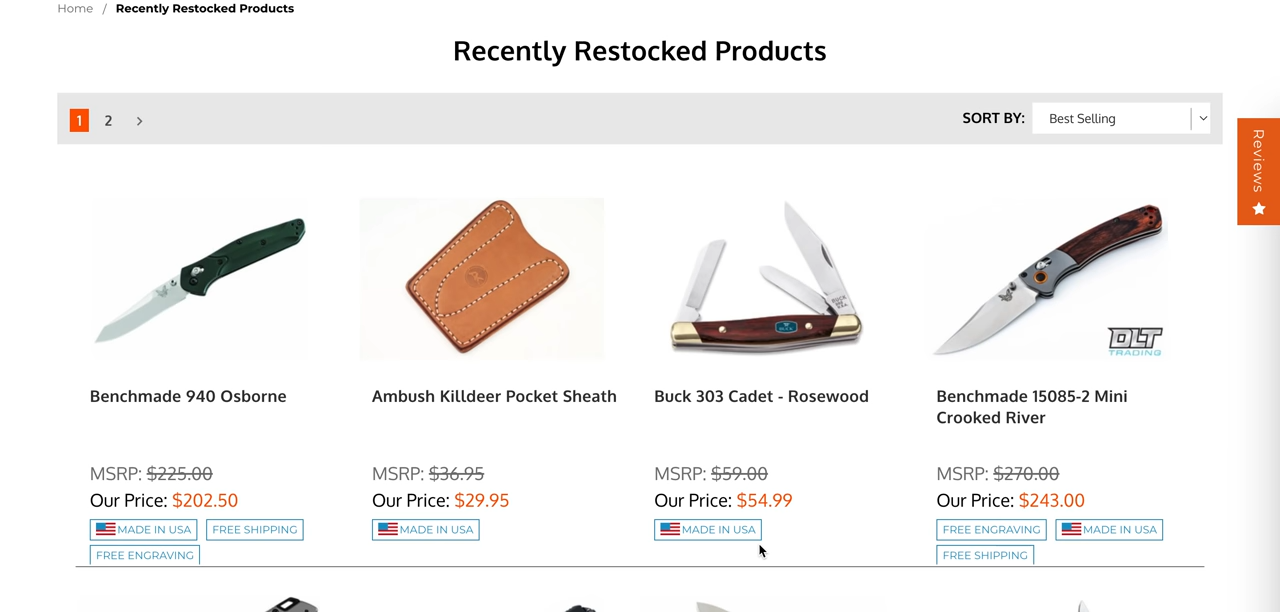 Home / Recently Restocked Products
Recently Restocked Products
1 2 >
SORT BY: Best Selling
Reviews
BUCK
DLT
TRADING
Benchmade 940 Osborne
Ambush Killdeer Pocket Sheath
Buck 303 Cadet - Rosewood
Benchmade 15085-2 Mini
Crooked River
MSRP: $225.00
Our Price: $202.50
MADE IN USA FREE SHIPPING
FREE ENGRAVING
MSRP: $36.95
Our Price: $29.95
MADE IN USA
MSRP: $59.00
Our Price: $54.99
MADE IN USA
MSRP: $270.00
Our Price: $243.00
FREE ENGRAVING MADE IN USA
FREE SHIPPING